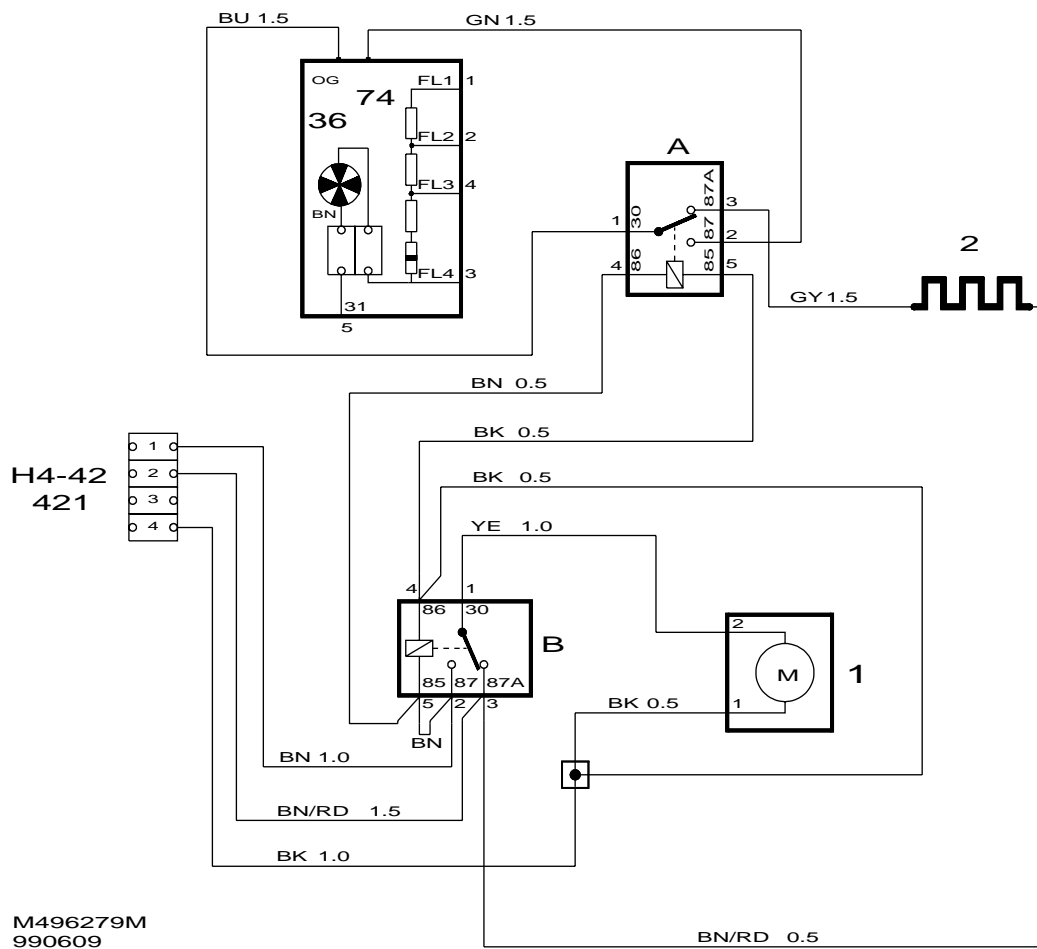 BU 1.5
GN 1.5
OG
74
36
FL1 1
FL2 2
FL3 4
BN
FL4 3
31
5
A
87A
30
87
86
85
1
3
2
4
5
2
GY 1.5
BN 0.5
BK 0.5
H4-42
421
1
2
3
4
BK 0.5
YE 1.0
4 1
86 30
B
85 87 87A
5 2 3
BN
2
M
1
1
BK 0.5
BN 1.0
BN/RD 1.5
BK 1.0
M496279M
990609
BN/RD 0.5